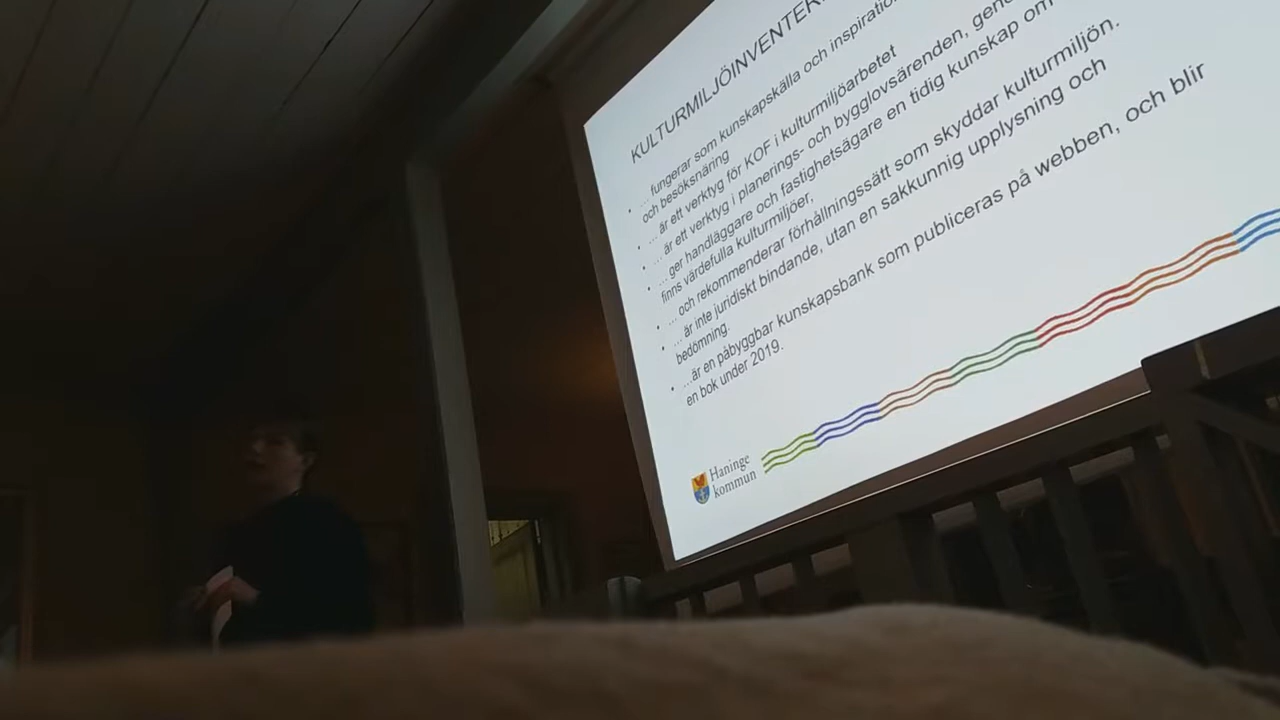 KULTURMILJÖINVENTER
• … fungerar som kunskapskälla och inspiration
och besöksnäring
• … är ett verktyg för KOF i kulturmiljöarbetet
• … är ett verktyg i planerings- och bygglovsärenden,
• … ger handläggare och fastighetsägare en tidig kunskap om
finns värdefulla kulturmiljöer,
• … och rekommenderar förhållningssätt som skyddar kulturmiljön.
• … är inte juridiskt bindande, utan en sakkunnig upplysning och
bedömning.
• …är en påbyggbar kunskapsbank som publiceras på webben, och blir
en bok under 2019.
Haninge
kommun